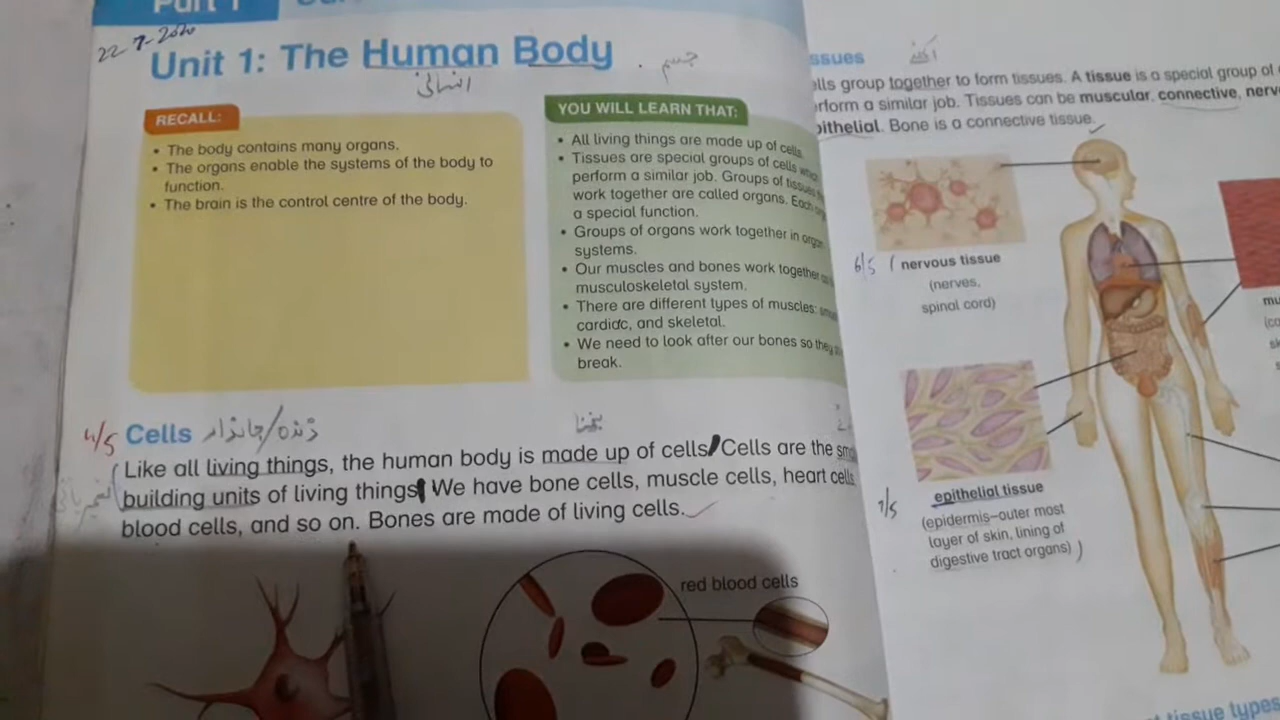 Part 1
22-7-2020
Unit 1: The Human Body
انسانی
جسم
RECALL:
• The body contains many organs.
• The organs enable the systems of the body to
function.
• The brain is the control centre of the body.
YOU WILL LEARN THAT:
• All living things are made up of cells.
• Tissues are special groups of cells which
perform a similar job. Groups of tissues
work together are called organs. Each
a special function.
• Groups of organs work together in organ
systems.
• Our muscles and bones work together
musculoskeletal system.
• There are different types of muscles:
cardiac, and skeletal.
• We need to look after our bones so they
break.
4/5 Cells زندہ/جاندار
Like all living things, the human body is made up of cells. Cells are the
building units of living things. We have bone cells, muscle cells, heart cells,
blood cells, and so on. Bones are made of living cells.
red blood cells
ssues
lls group together to form tissues. A tissue is a special group of
rform a similar job. Tissues can be muscular, connective,
pithelial. Bone is a connective tissue.
6/5 ( nervous tissue
(nerves,
spinal cord)
mu
(ca
sk
7/5 epithelial tissue
(epidermis–outer most
layer of skin, lining of
digestive tract organs) )
tissue types